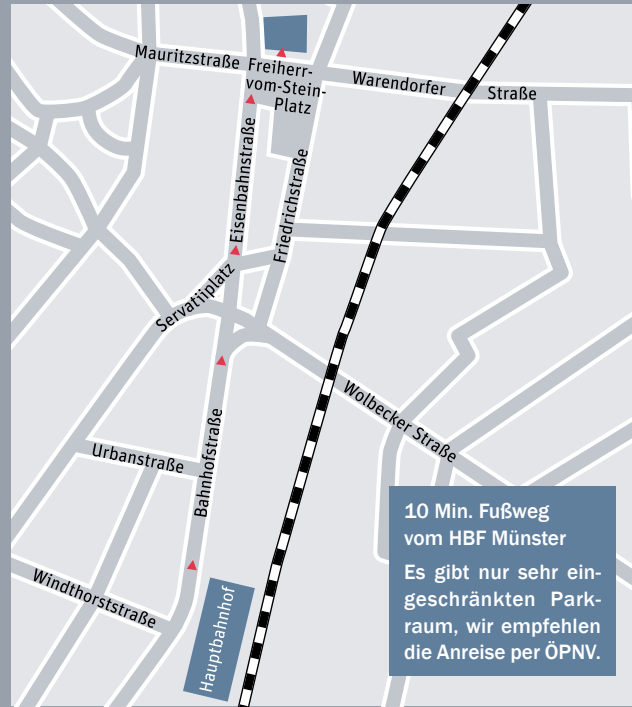 Mauritzstraße
Freiherr-
vom-Stein-
Platz
Warendorfer
Straße
Eisenbahnstraße
Friedrichstraße
Servatiiplatz
Wolbecker Straße
Bahnhofstraße
Urbanstraße
Windthorststraße
Hauptbahnhof
10 Min. Fußweg
vom HBF Münster
Es gibt nur sehr ein-
geschränkten Park-
raum, wir empfehlen
die Anreise per ÖPNV.